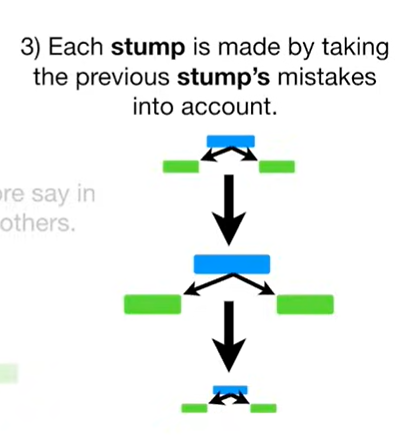 3) Each stump is made by taking
the previous stump's mistakes
into account.
re say in
others.